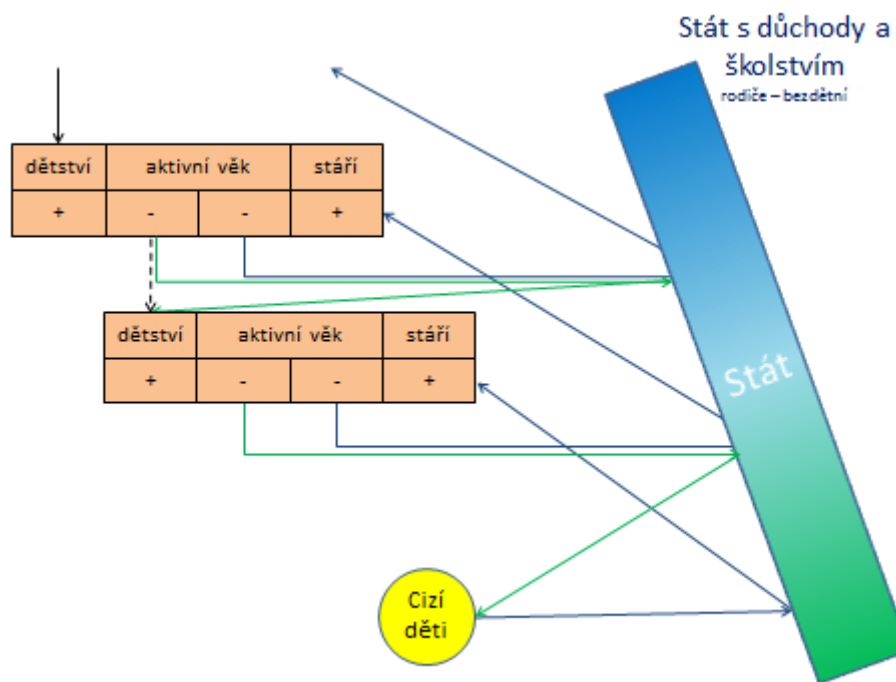 Stát s důchody a
školstvím
rodiče – bezdětní
dětství aktivní věk stáří
+ - - +
dětství aktivní věk stáří
+ - - +
Stát
Cizí
děti